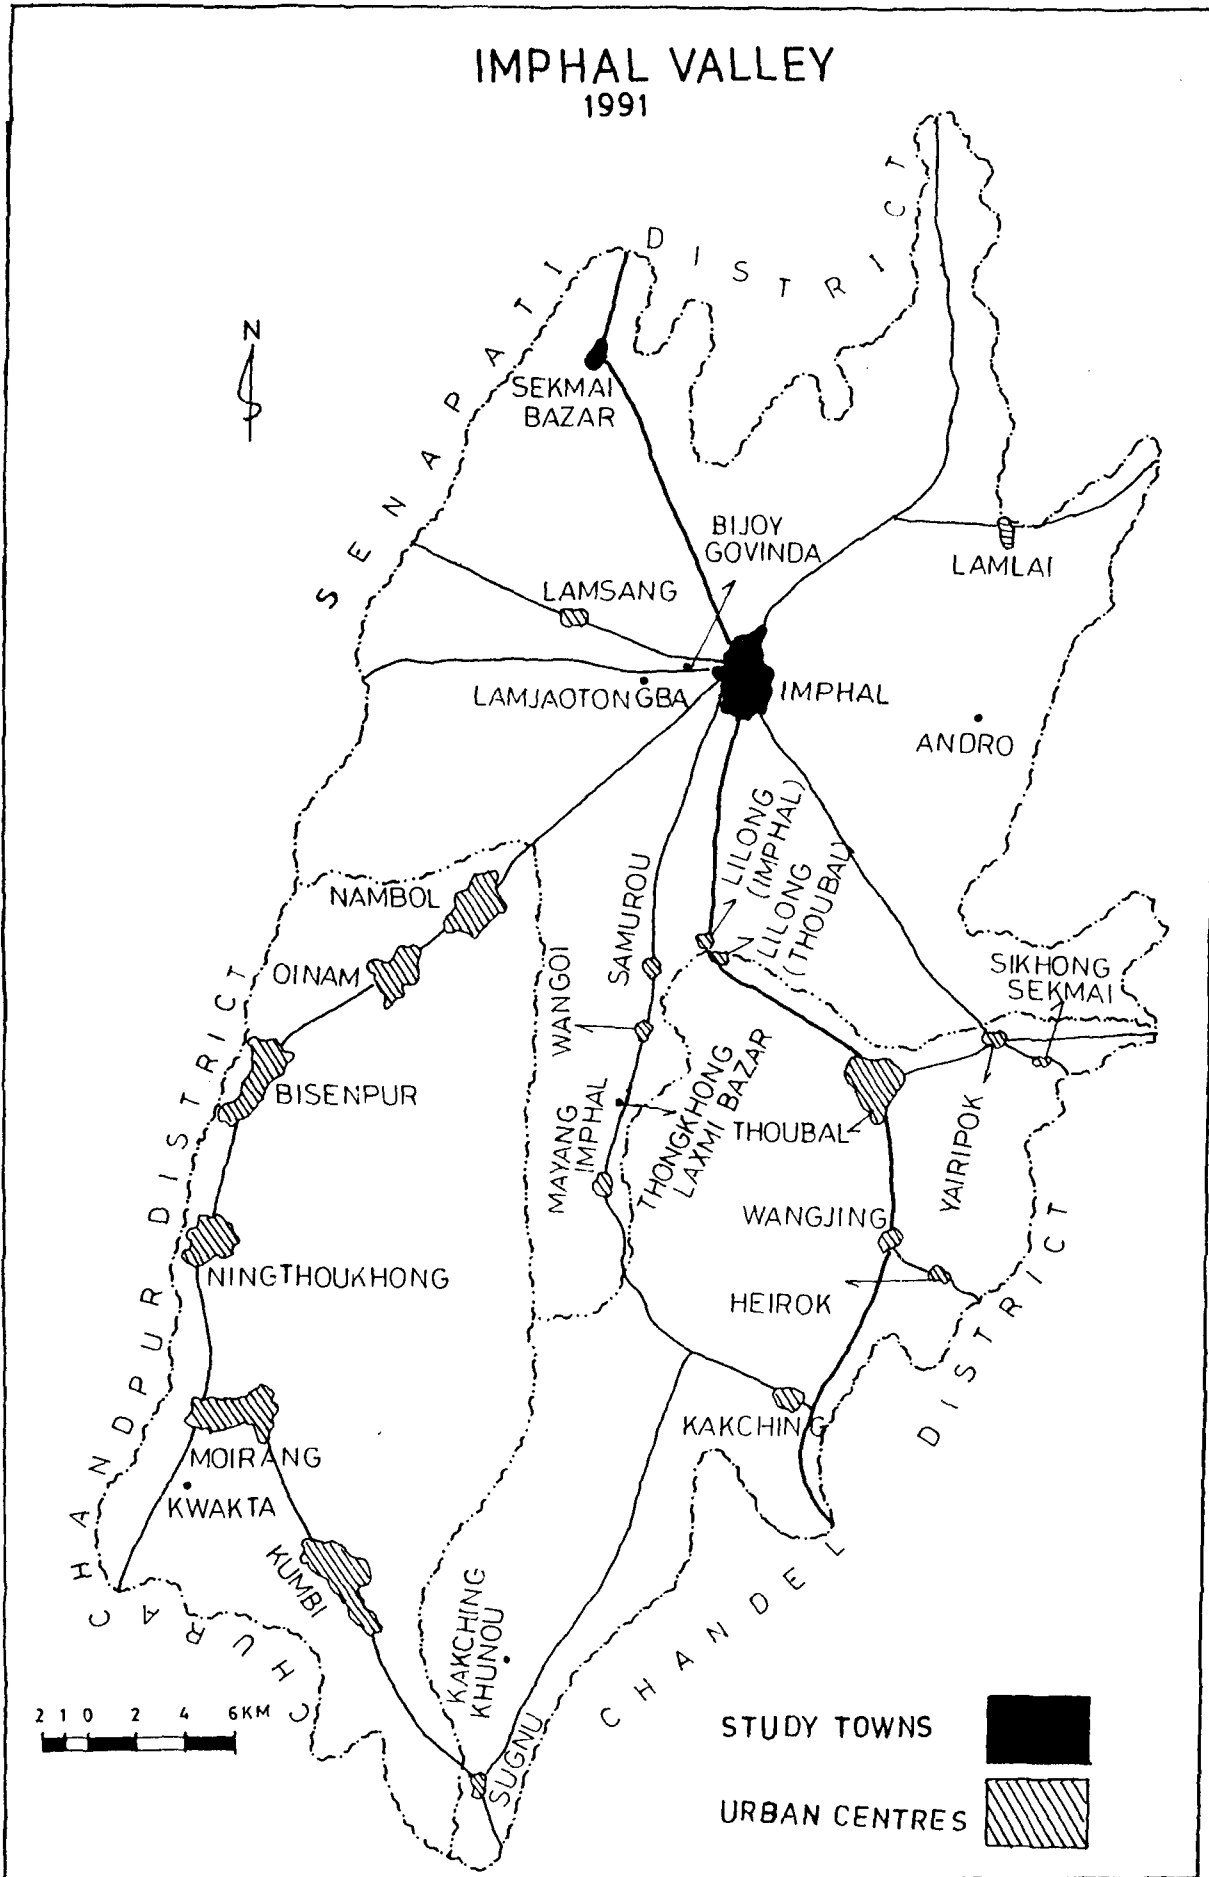 IMPHAL VALLEY
1991
SENAPATI DISTRICT
N
SEKMAI
BAZAR
BIJOY
GOVINDA
LAMSANG
LAMLAI
LAMJAOTONGBA
IMPHAL
ANDRO
LILONG
(IMPHAL)
LILONG
(THOUBAL)
NAMBOL
SAMUROU
OINAM
WANGOI
SIKHONG
SEKMAI
BISENPUR
MAYANG
IMPHAL
THONGKHONG
LAXMI BAZAR
THOUBAL
YAIRIPOK
WANGJING
NINGTHOUKHONG
HEIROK
KAKCHING
MOIRANG
KWAKTA
KUMBI
KAKCHING
KHUNOU
SUGNU
CHURACHANDPUR DISTRICT
CHANDEL DISTRICT
2 1 0 2 4 6KM
STUDY TOWNS
URBAN CENTRES